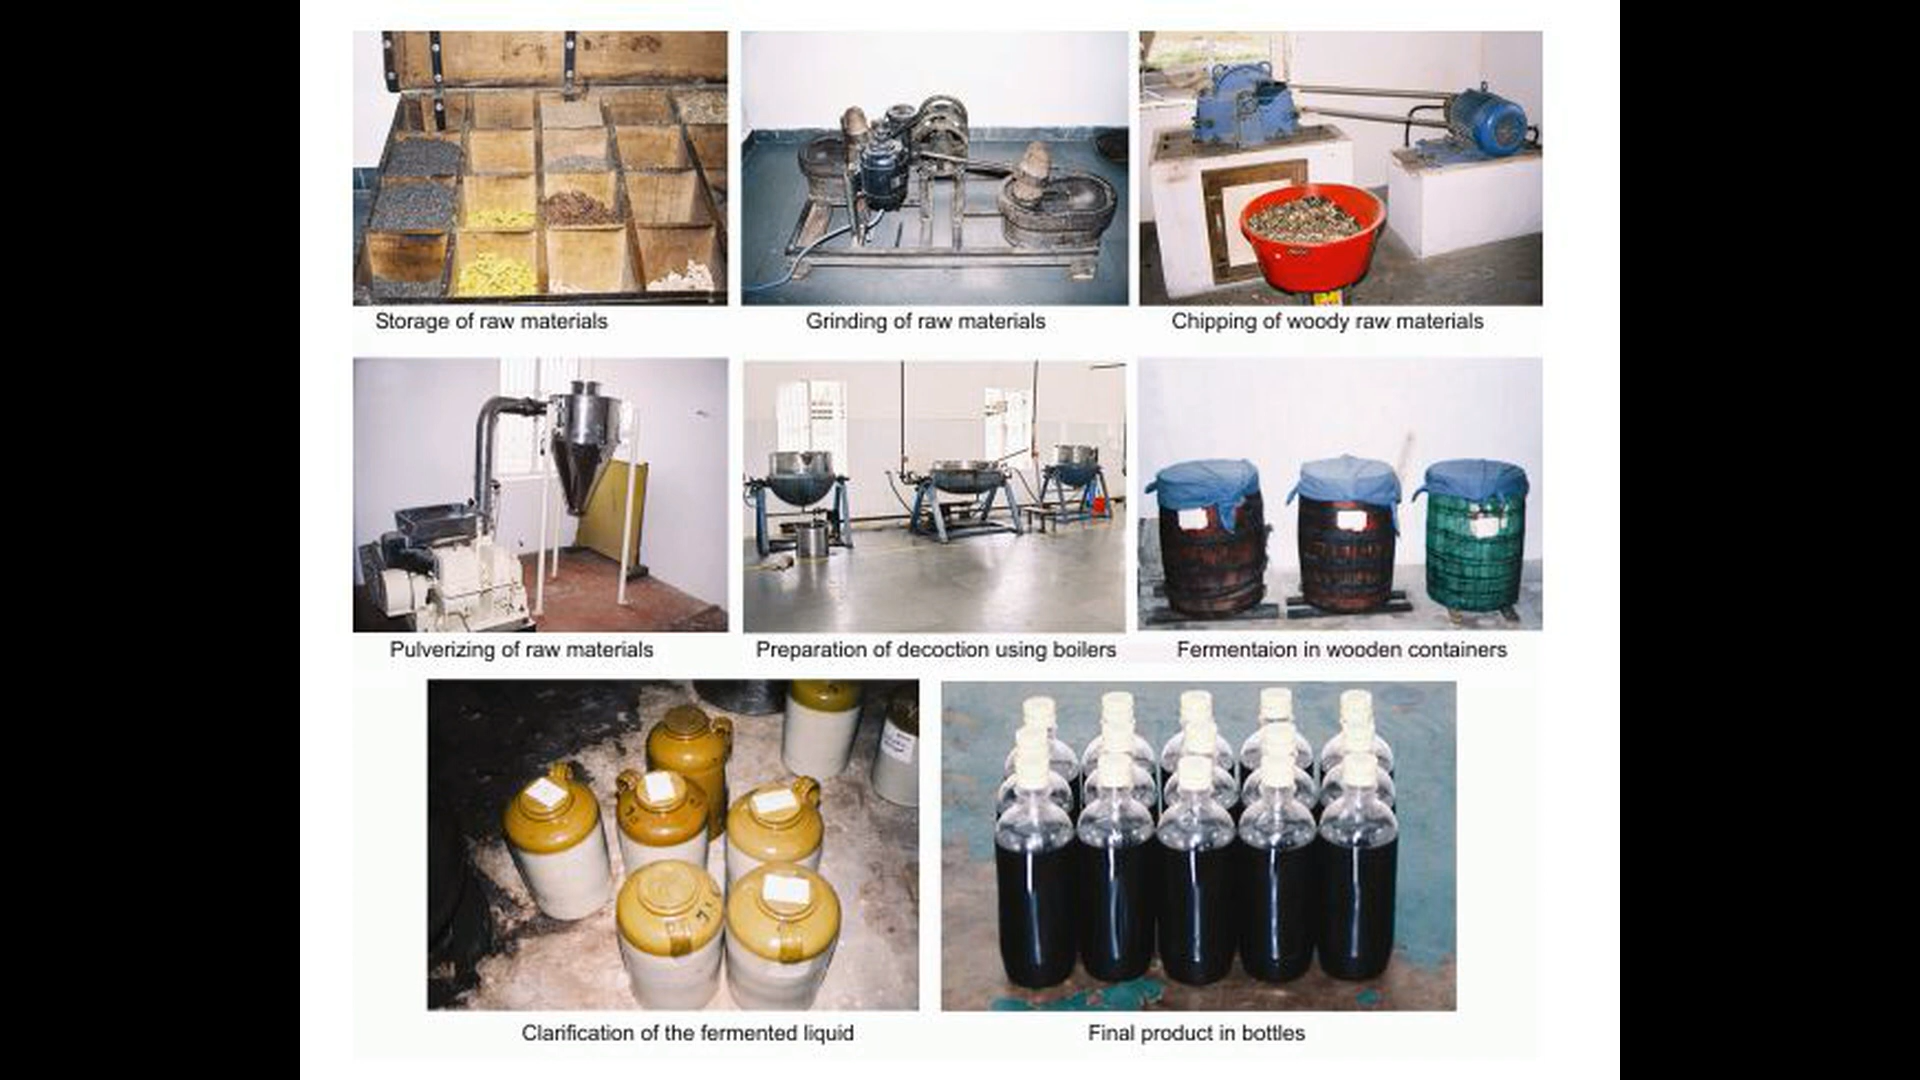 Storage of raw materials
Grinding of raw materials
Chipping of woody raw materials
Pulverizing of raw materials
Preparation of decoction using boilers
Fermentaion in wooden containers
Clarification of the fermented liquid
Final product in bottles